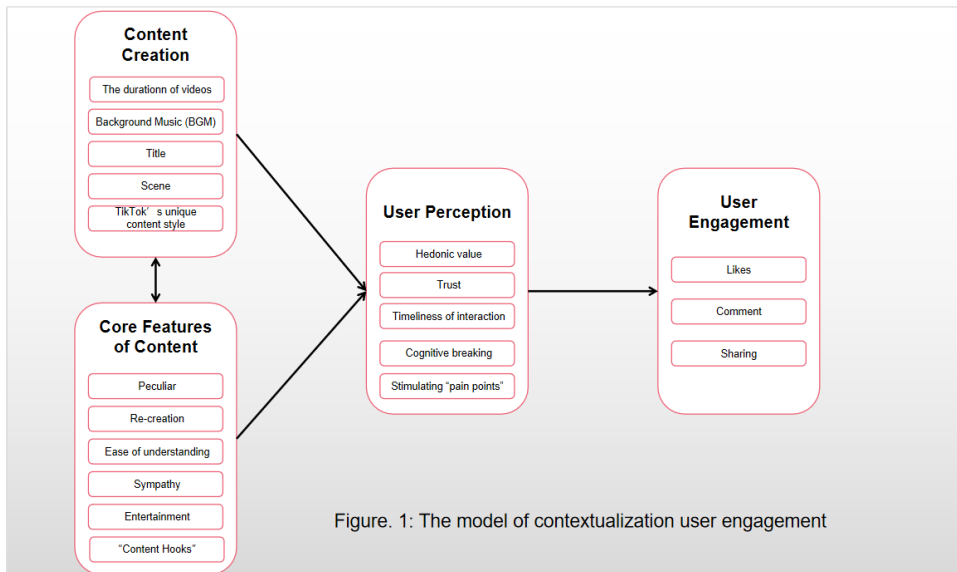 Content
Creation
The durationn of videos
Background Music (BGM)
Title
Scene
TikTok’s unique
content style
Core Features
of Content
Peculiar
Re-creation
Ease of understanding
Sympathy
Entertainment
“Content Hooks”
User Perception
Hedonic value
Trust
Timeliness of interaction
Cognitive breaking
Stimulating “pain points”
User
Engagement
Likes
Comment
Sharing
Figure. 1: The model of contextualization user engagement